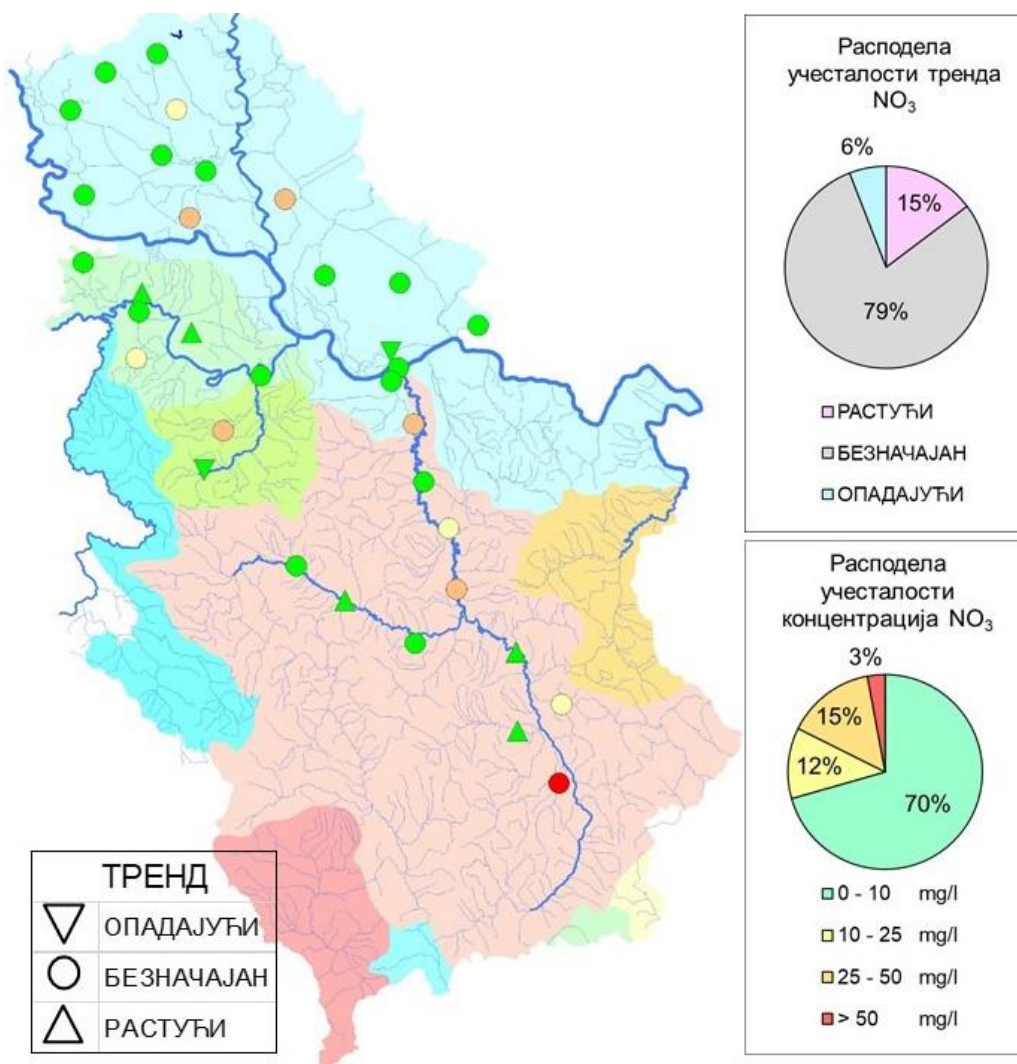 Расподела
учесталости тренда
NO₃
6%
15%
79%
РАСТУЋИ
БЕЗНАЧАЈАН
ОПАДАЈУЋИ
Расподела
учесталости
концентрација NO₃
3%
15%
12%
70%
0 - 10 mg/l
10 - 25 mg/l
25 - 50 mg/l
> 50 mg/l
ТРЕНД
ОПАДАЈУЋИ
БЕЗНАЧАЈАН
РАСТУЋИ